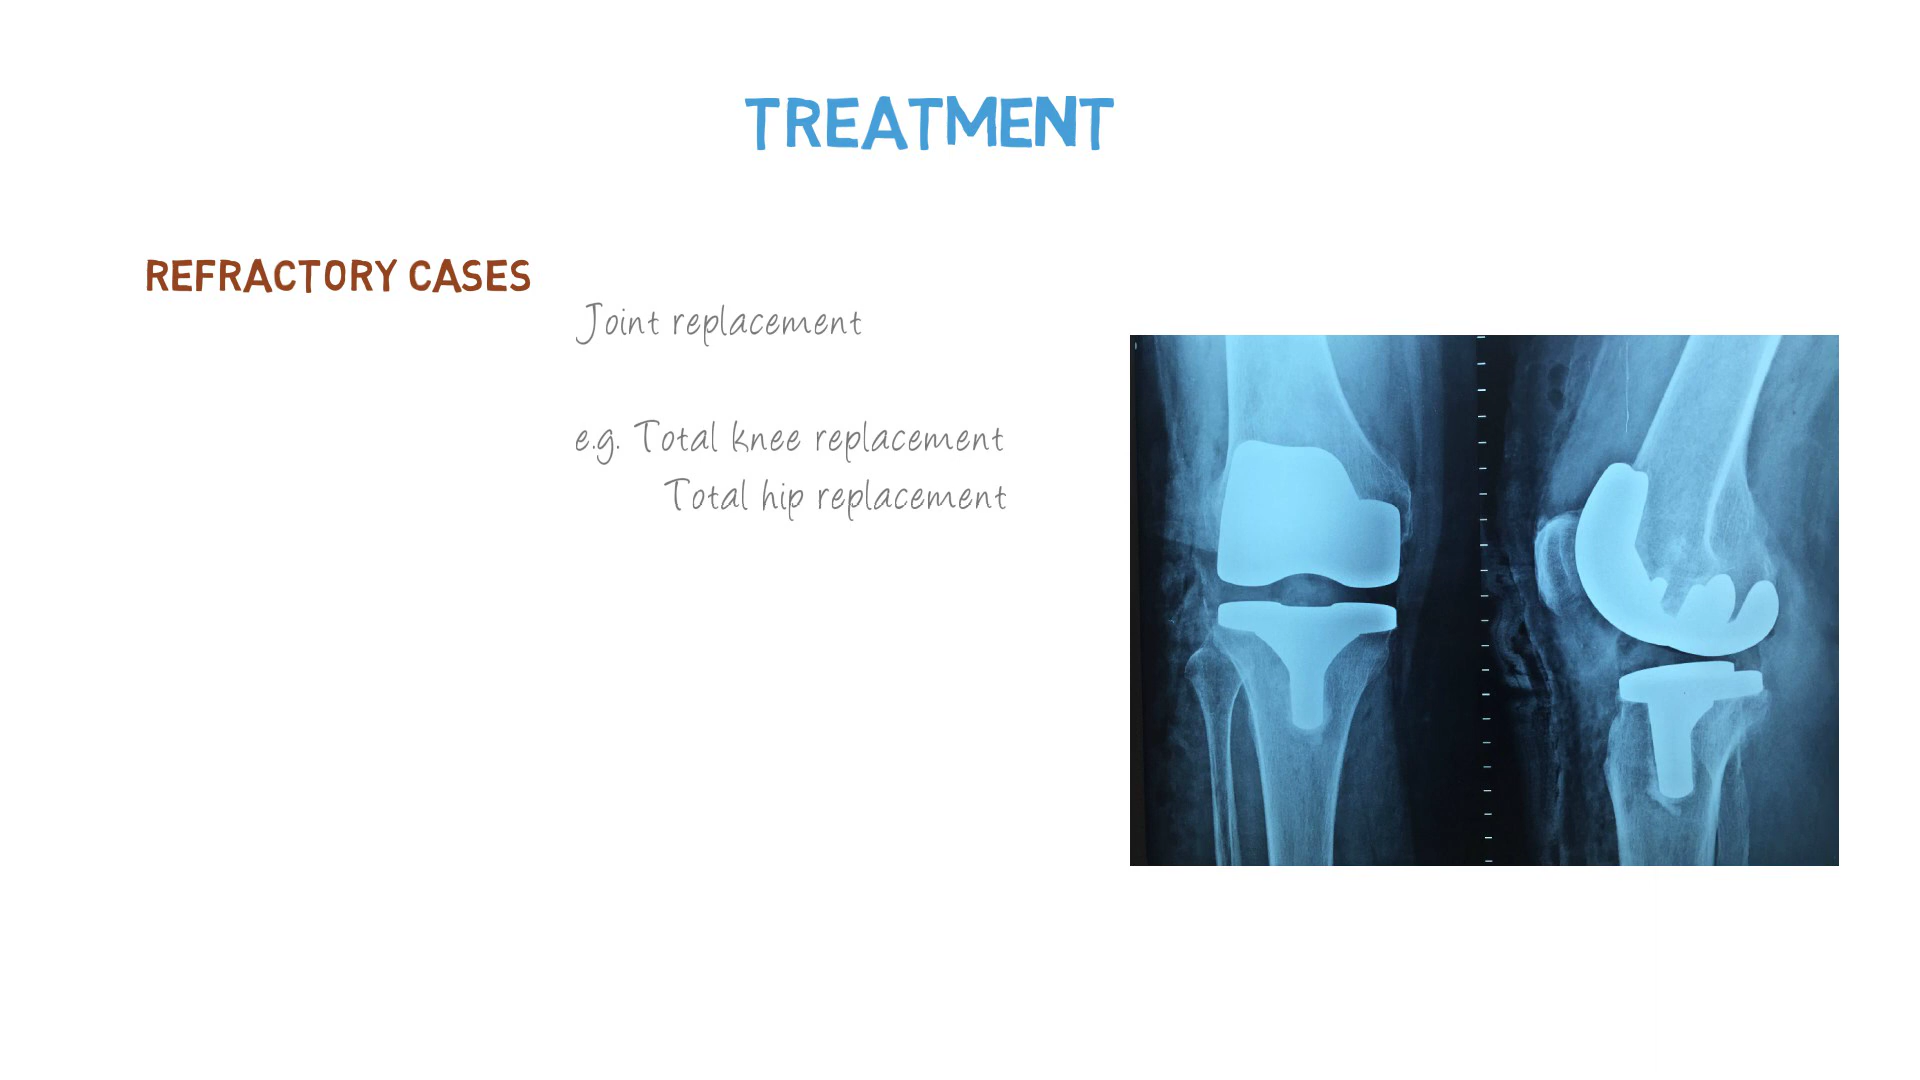 TREATMENT
REFRACTORY CASES
Joint replacement
e.g. Total knee replacement
Total hip replacement